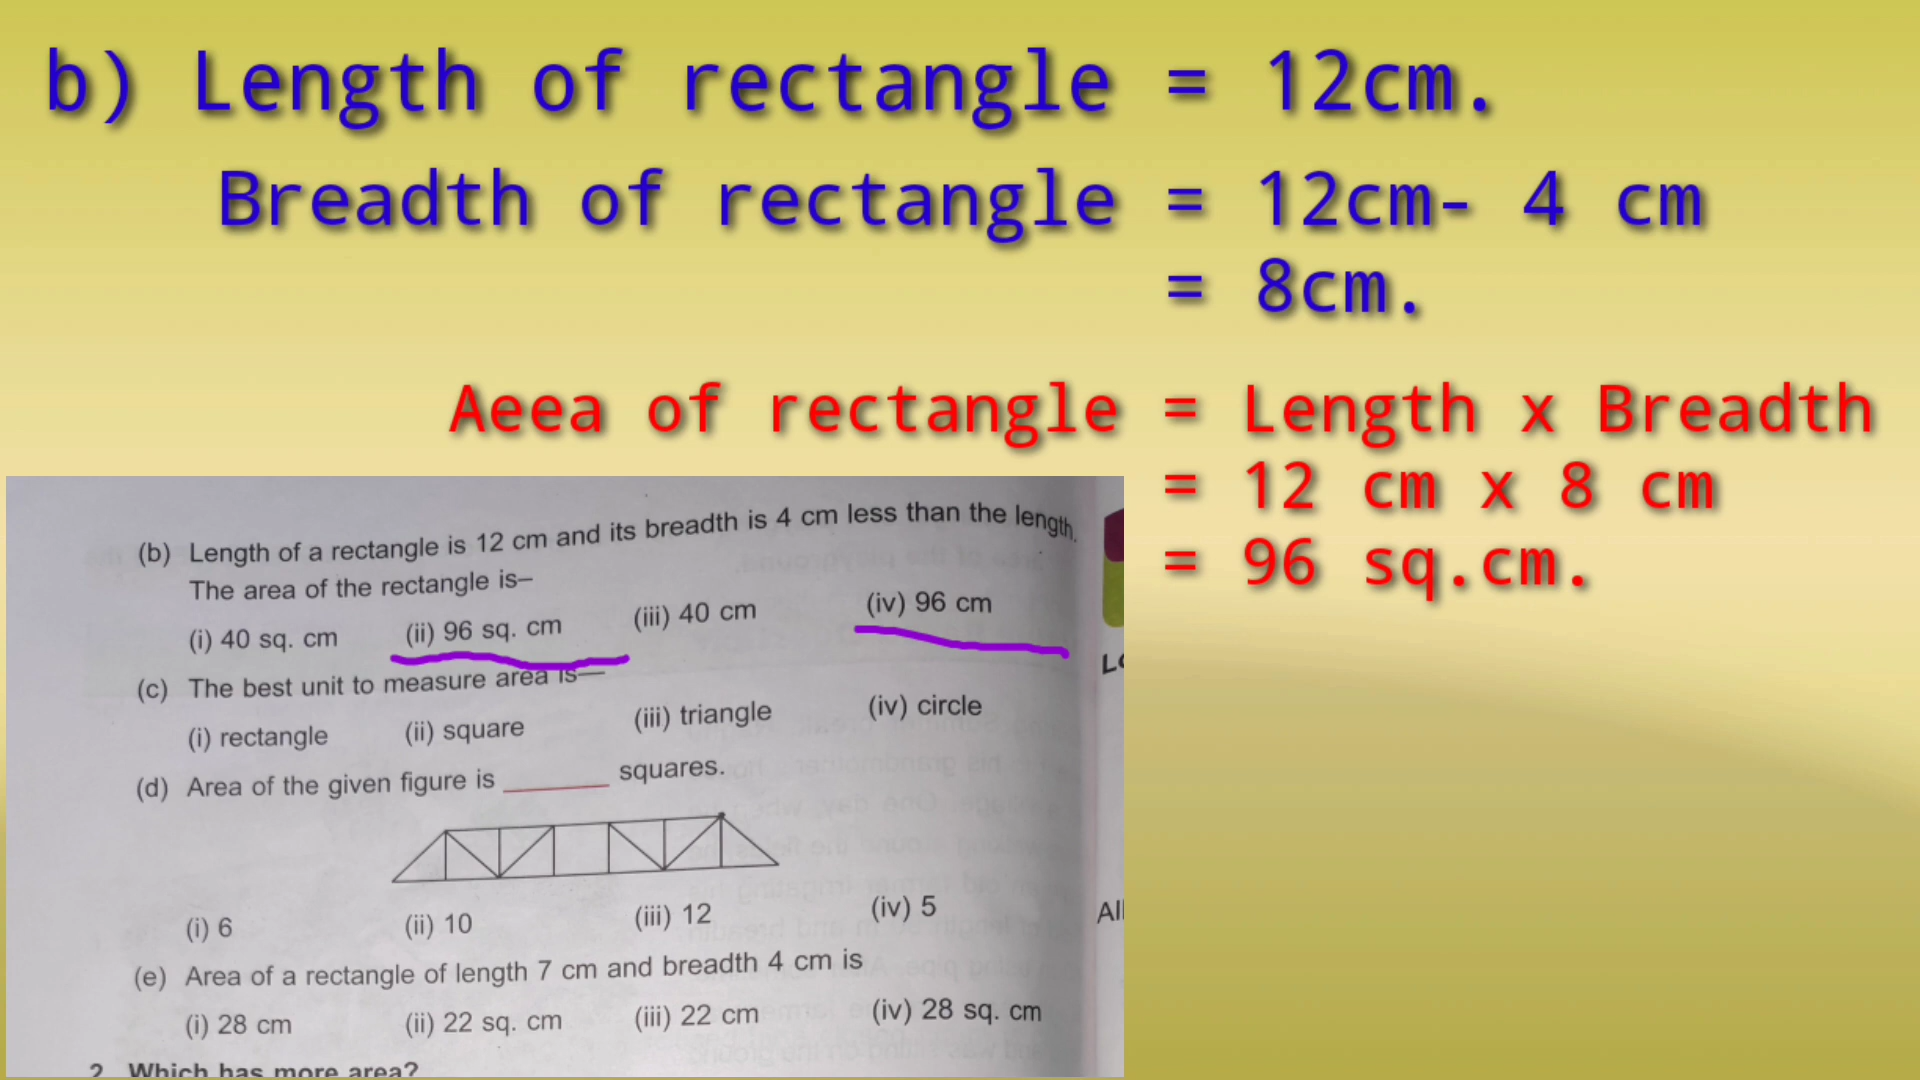 b) Length of rectangle = 12cm.
Breadth of rectangle = 12cm- 4 cm
= 8cm.
Aeea of rectangle = Length x Breadth
= 12 cm x 8 cm
= 96 sq.cm.
(b) Length of a rectangle is 12 cm and its breadth is 4 cm less than the length.
The area of the rectangle is–
(i) 40 sq. cm (ii) 96 sq. cm (iii) 40 cm (iv) 96 cm
(c) The best unit to measure area is—
(i) rectangle (ii) square (iii) triangle (iv) circle
(d) Area of the given figure is ________ squares.
(i) 6 (ii) 10 (iii) 12 (iv) 5
(e) Area of a rectangle of length 7 cm and breadth 4 cm is
(i) 28 cm (ii) 22 sq. cm (iii) 22 cm (iv) 28 sq. cm
2. Which has more area?